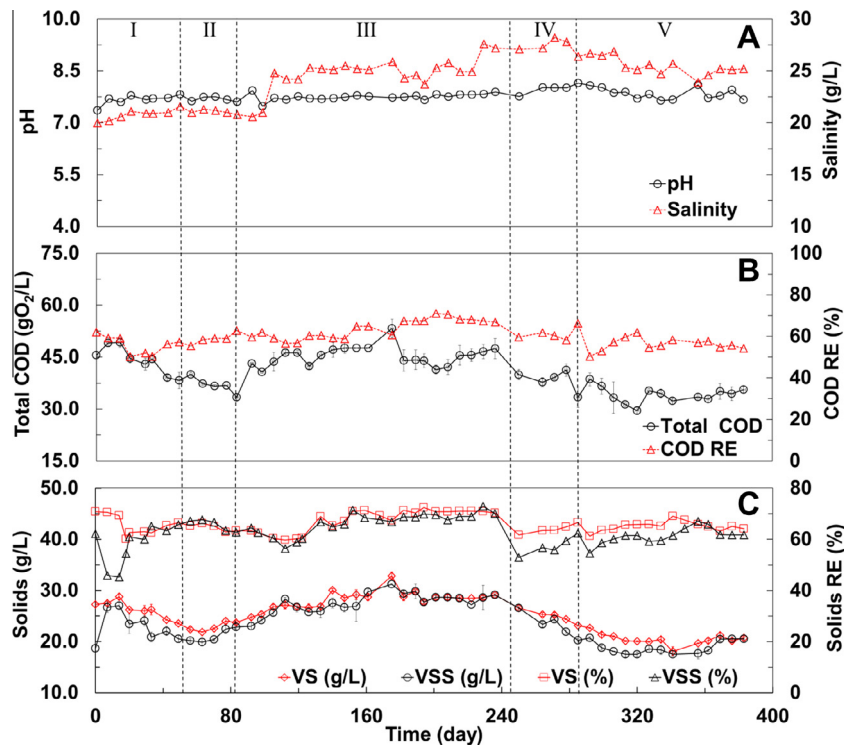 I II III IV V
A
10.0 8.5 7.0 5.5 4.0
pH
30 25 20 15 10
Salinity (g/L)
pH
Salinity
B
75.0 60.0 45.0 30.0 15.0
Total COD (gO₂/L)
100 80 60 40 20 0
COD RE (%)
Total COD
COD RE
C
50.0 40.0 30.0 20.0 10.0
Solids (g/L)
80 60 40 20 0
Solids RE (%)
VS (g/L) VSS (g/L) VS (%) VSS (%)
0 80 160 240 320 400
Time (day)